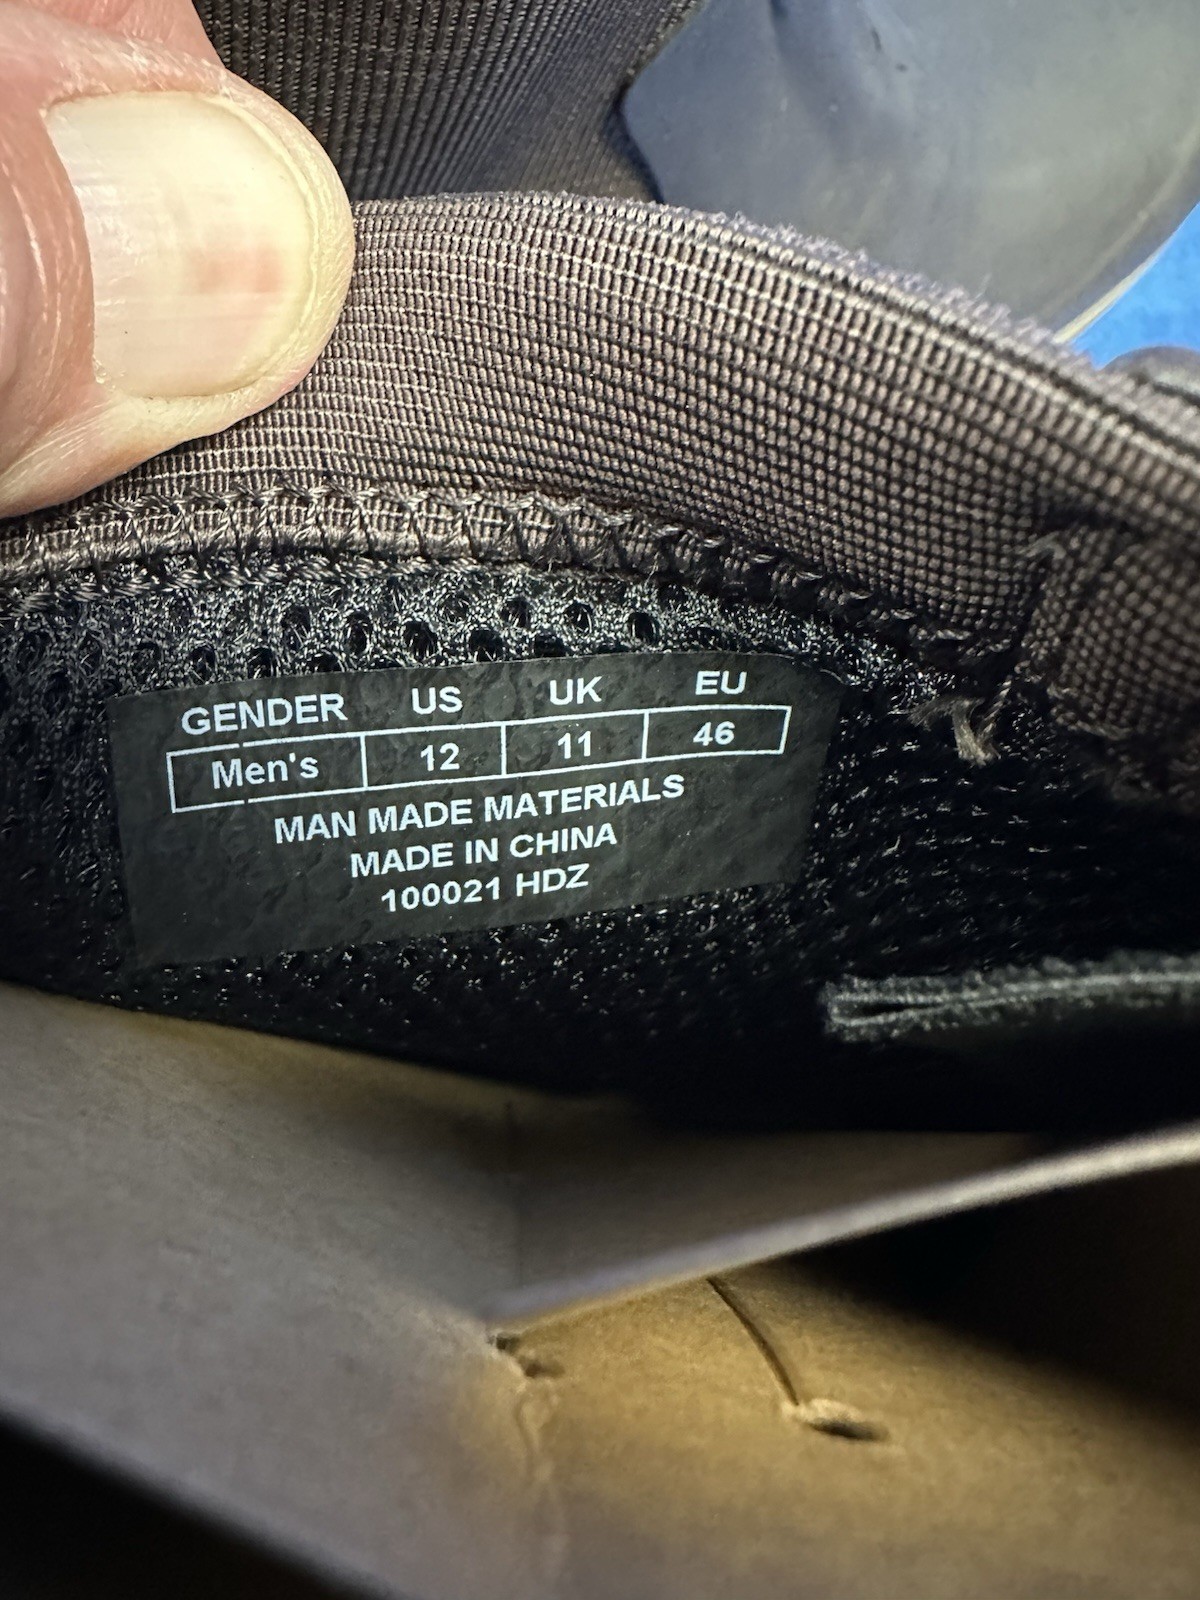 GENDER US UK EU
Men's 12 11 46
MAN MADE MATERIALS
MADE IN CHINA
100021 HDZ